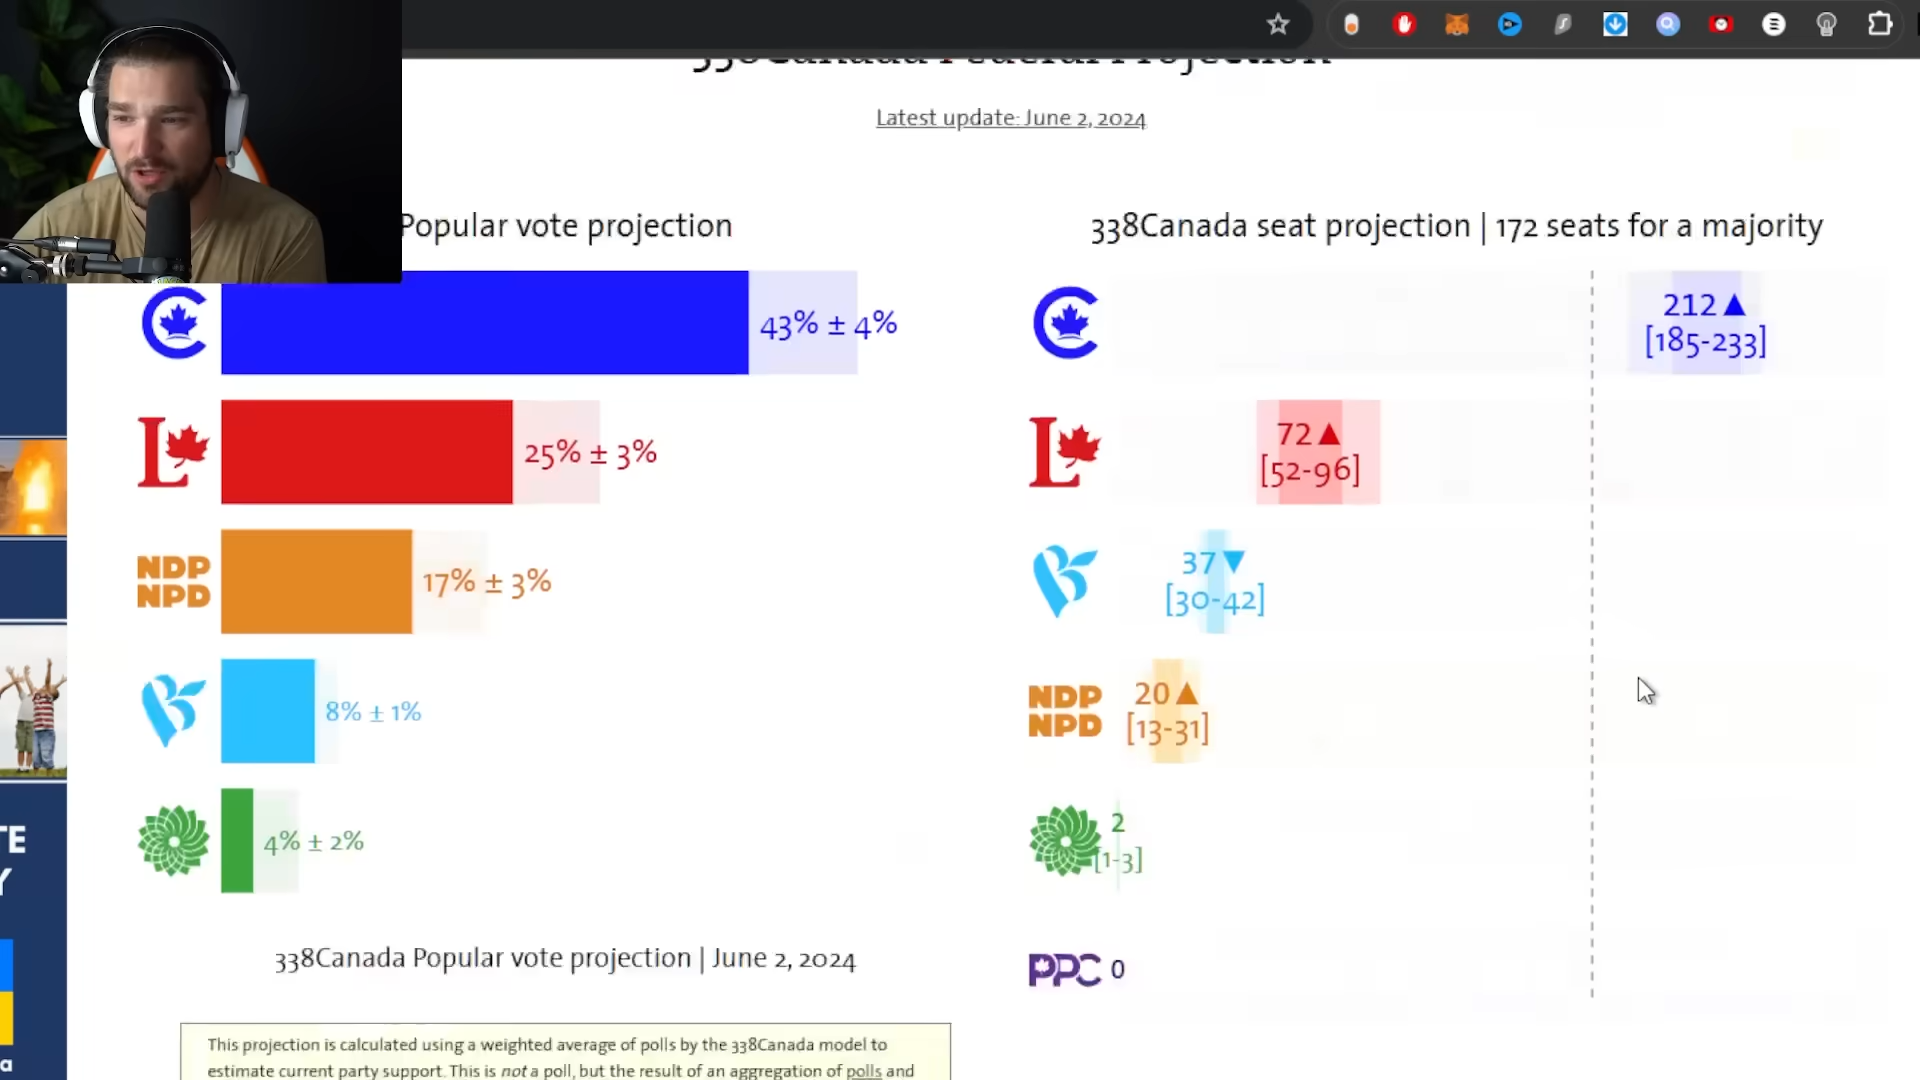 338Canada Federal Projection
Latest update: June 2, 2024
Popular vote projection
43% ± 4%
L
25% ± 3%
NDP
NPD
17% ± 3%
8% ± 1%
4% ± 2%
338Canada Popular vote projection | June 2, 2024
This projection is calculated using a weighted average of polls by the 338Canada model to
estimate current party support. This is not a poll, but the result of an aggregation of polls and
338Canada seat projection | 172 seats for a majority
212▲
[185-233]
L
72▲
[52-96]
37▼
[30-42]
NDP
NPD
20▲
[13-31]
2
[1-3]
PPC 0
TE
Y
a